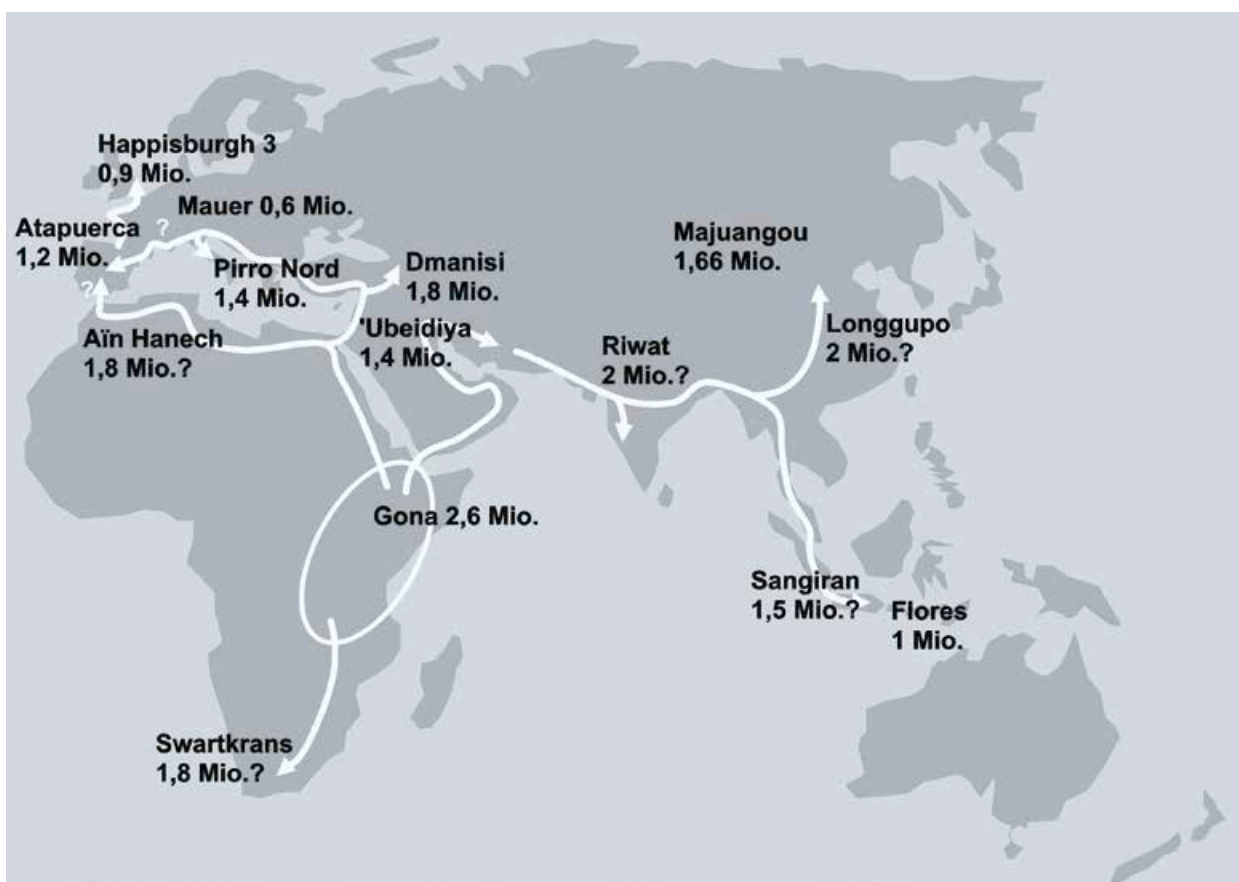 Happisburgh 3
0,9 Mio.
Mauer 0,6 Mio.
?
Atapuerca
1,2 Mio.
Pirro Nord
1,4 Mio.
?
Dmanisi
1,8 Mio.
Majuangou
1,66 Mio.
Aïn Hanech
1,8 Mio.?
'Ubeidiya
1,4 Mio.
Riwat
2 Mio.?
Longgupo
2 Mio.?
Gona 2,6 Mio.
Sangiran
1,5 Mio.?
Flores
1 Mio.
Swartkrans
1,8 Mio.?